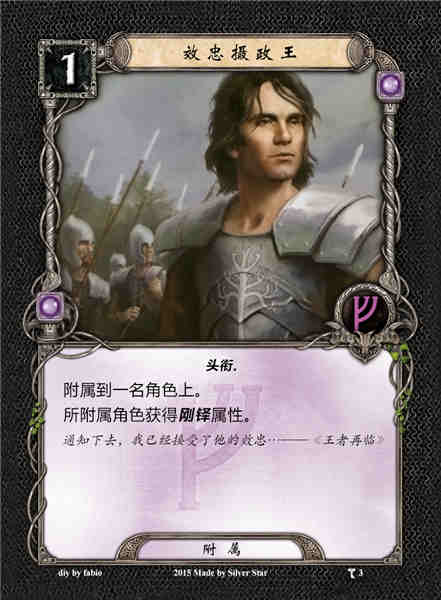 1
效忠摄政王
头衔.
附属到一名角色上。
所附属角色获得刚铎属性。
通知下去，我已经接受了他的效忠…——《王者再临》
附属
diy by fabio 2015 Made by Silver Star 3